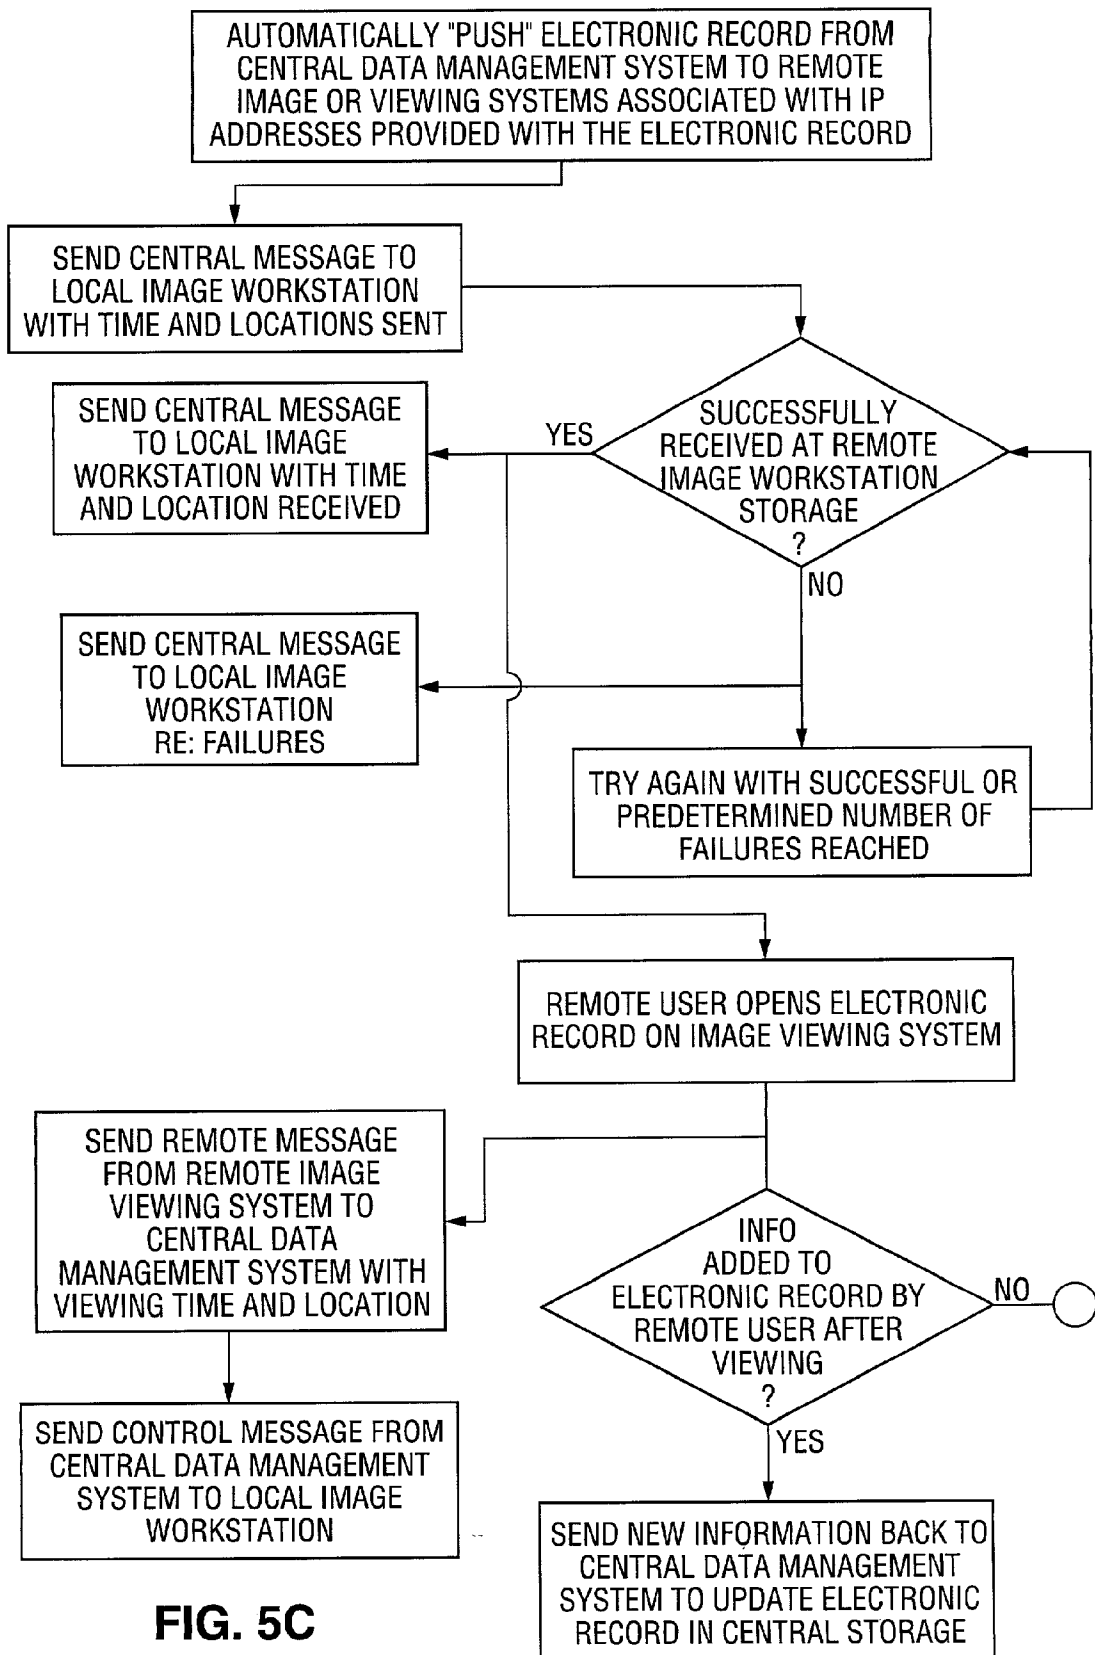 AUTOMATICALLY "PUSH" ELECTRONIC RECORD FROM
CENTRAL DATA MANAGEMENT SYSTEM TO REMOTE
IMAGE OR VIEWING SYSTEMS ASSOCIATED WITH IP
ADDRESSES PROVIDED WITH THE ELECTRONIC RECORD
SEND CENTRAL MESSAGE TO
LOCAL IMAGE WORKSTATION
WITH TIME AND LOCATIONS SENT
SUCCESSFULLY
RECEIVED AT REMOTE
IMAGE WORKSTATION
STORAGE
?
YES
NO
SEND CENTRAL MESSAGE
TO LOCAL IMAGE
WORKSTATION WITH TIME
AND LOCATION RECEIVED
SEND CENTRAL MESSAGE
TO LOCAL IMAGE
WORKSTATION
RE: FAILURES
TRY AGAIN WITH SUCCESSFUL OR
PREDETERMINED NUMBER OF
FAILURES REACHED
REMOTE USER OPENS ELECTRONIC
RECORD ON IMAGE VIEWING SYSTEM
SEND REMOTE MESSAGE
FROM REMOTE IMAGE
VIEWING SYSTEM TO
CENTRAL DATA
MANAGEMENT SYSTEM WITH
VIEWING TIME AND LOCATION
INFO
ADDED TO
ELECTRONIC RECORD BY
REMOTE USER AFTER
VIEWING
?
NO
YES
SEND CONTROL MESSAGE FROM
CENTRAL DATA MANAGEMENT
SYSTEM TO LOCAL IMAGE
WORKSTATION
SEND NEW INFORMATION BACK TO
CENTRAL DATA MANAGEMENT
SYSTEM TO UPDATE ELECTRONIC
RECORD IN CENTRAL STORAGE
FIG. 5C